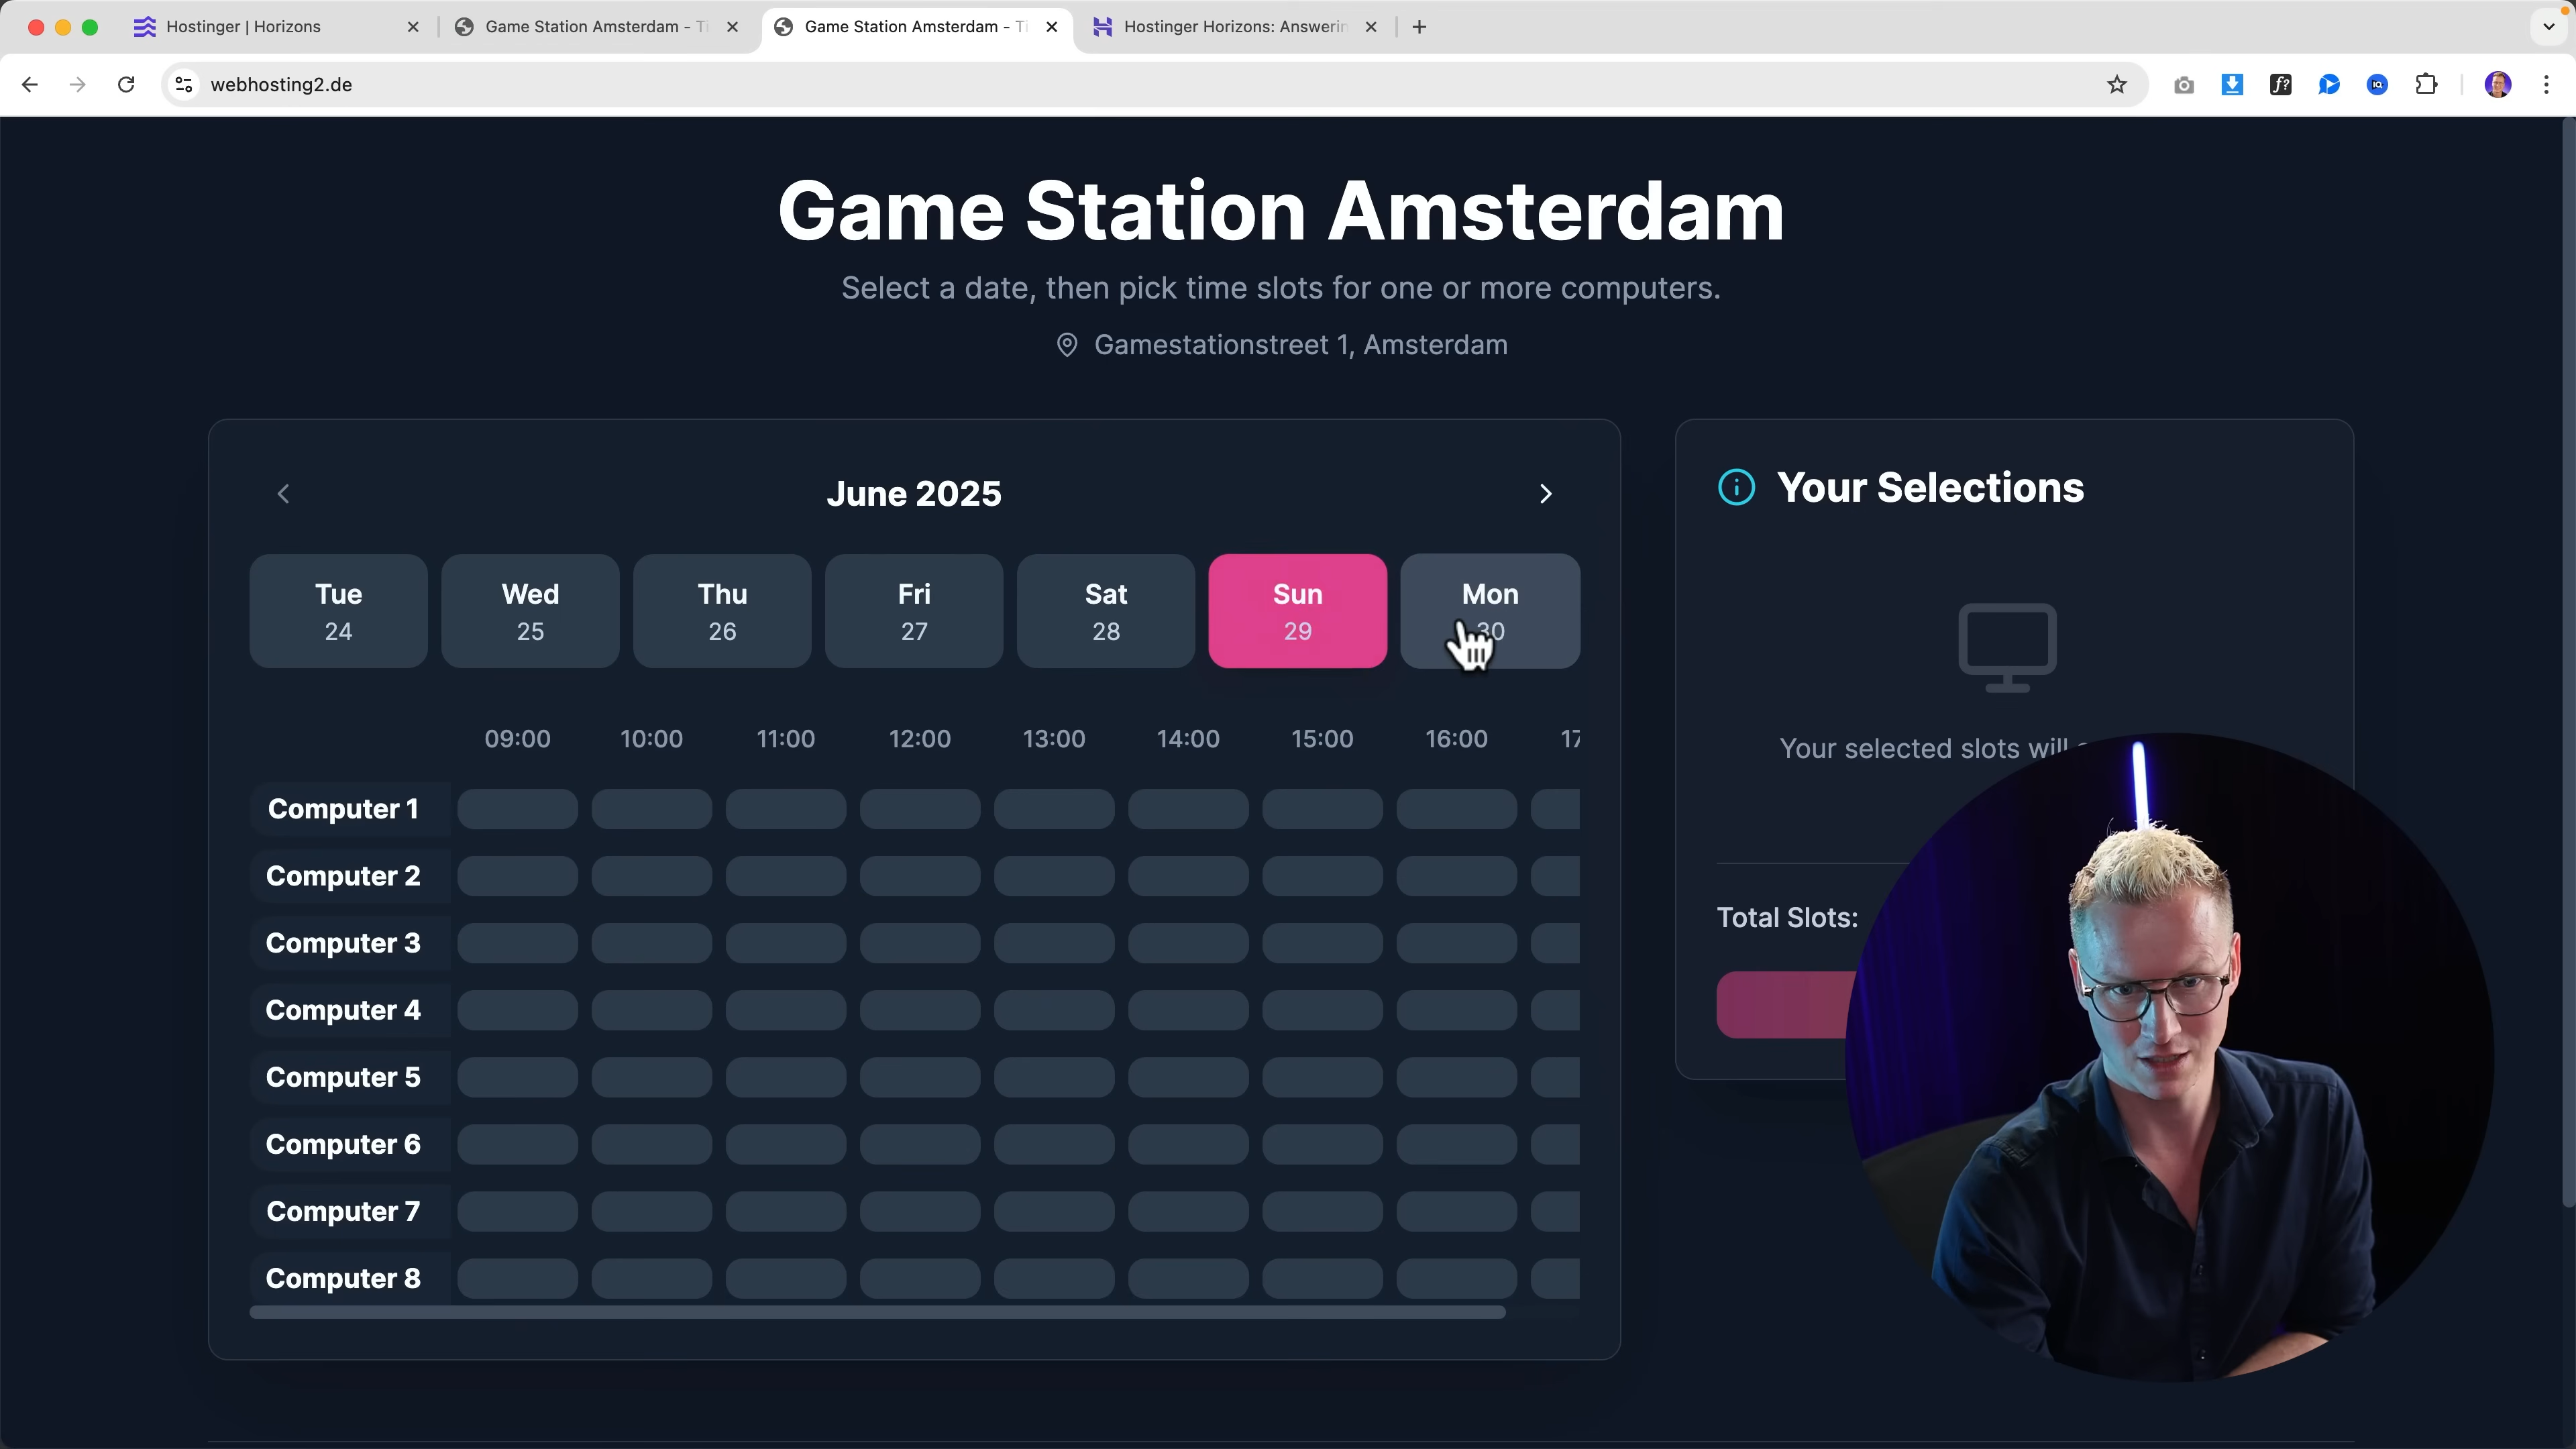 Hostinger | Horizons
Game Station Amsterdam - Ti
Game Station Amsterdam - Ti
Hostinger Horizons: Answerin
webhosting2.de
Game Station Amsterdam
Select a date, then pick time slots for one or more computers.
Gamestationstreet 1, Amsterdam
June 2025
Tue Wed Thu Fri Sat Sun Mon
24 25 26 27 28 29 30
09:00 10:00 11:00 12:00 13:00 14:00 15:00 16:00 17
Computer 1
Computer 2
Computer 3
Computer 4
Computer 5
Computer 6
Computer 7
Computer 8
Your Selections
Your selected slots will
Total Slots: